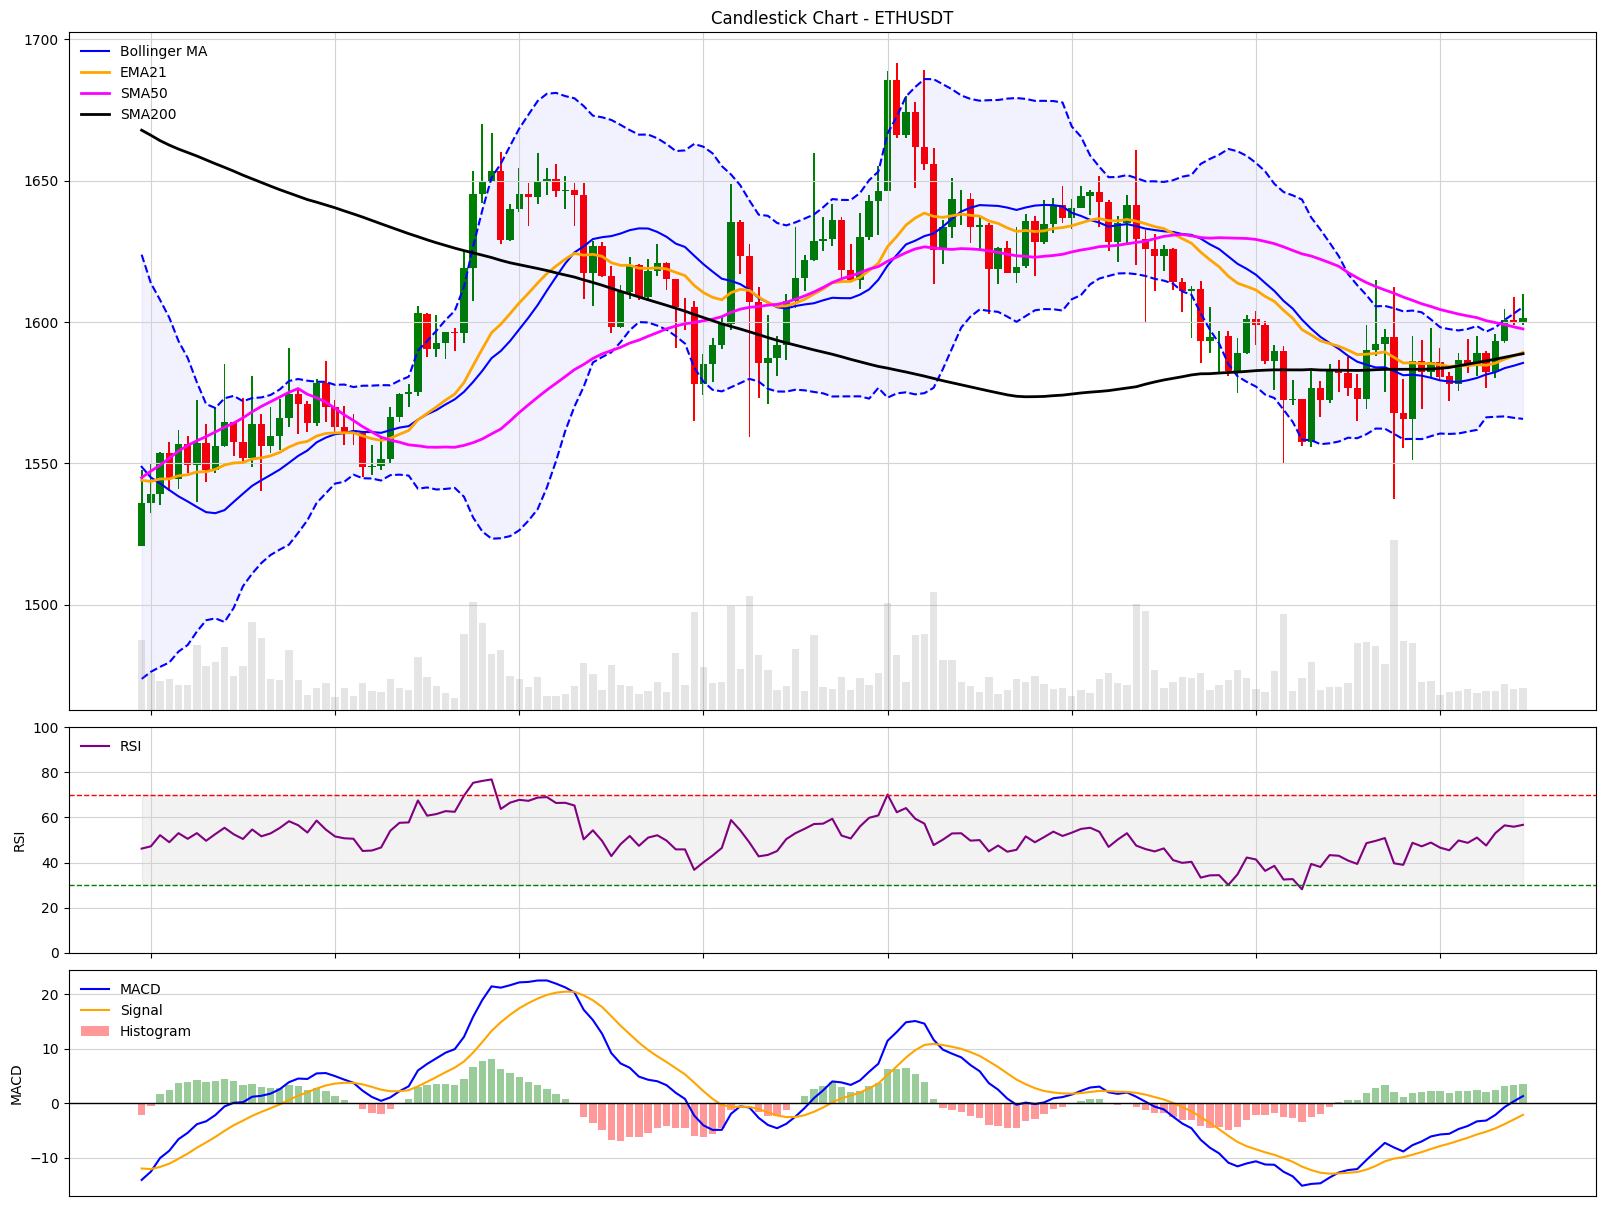 Candlestick Chart - ETHUSDT
Bollinger MA
EMA21
SMA50
SMA200
1700
1650
1600
1550
1500
RSI
100
80
60
40
20
0
RSI
MACD
Signal
Histogram
20
10
0
−10
MACD